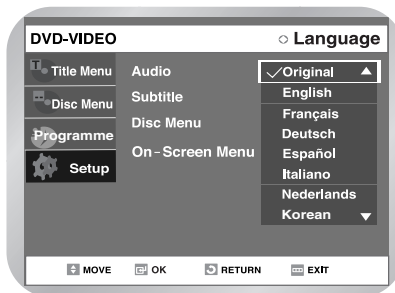 DVD-VIDEO Language
Title Menu
Disc Menu
Programme
Setup
Audio
Subtitle
Disc Menu
On-Screen Menu
Original
English
Français
Deutsch
Español
Italiano
Nederlands
Korean
MOVE OK RETURN EXIT